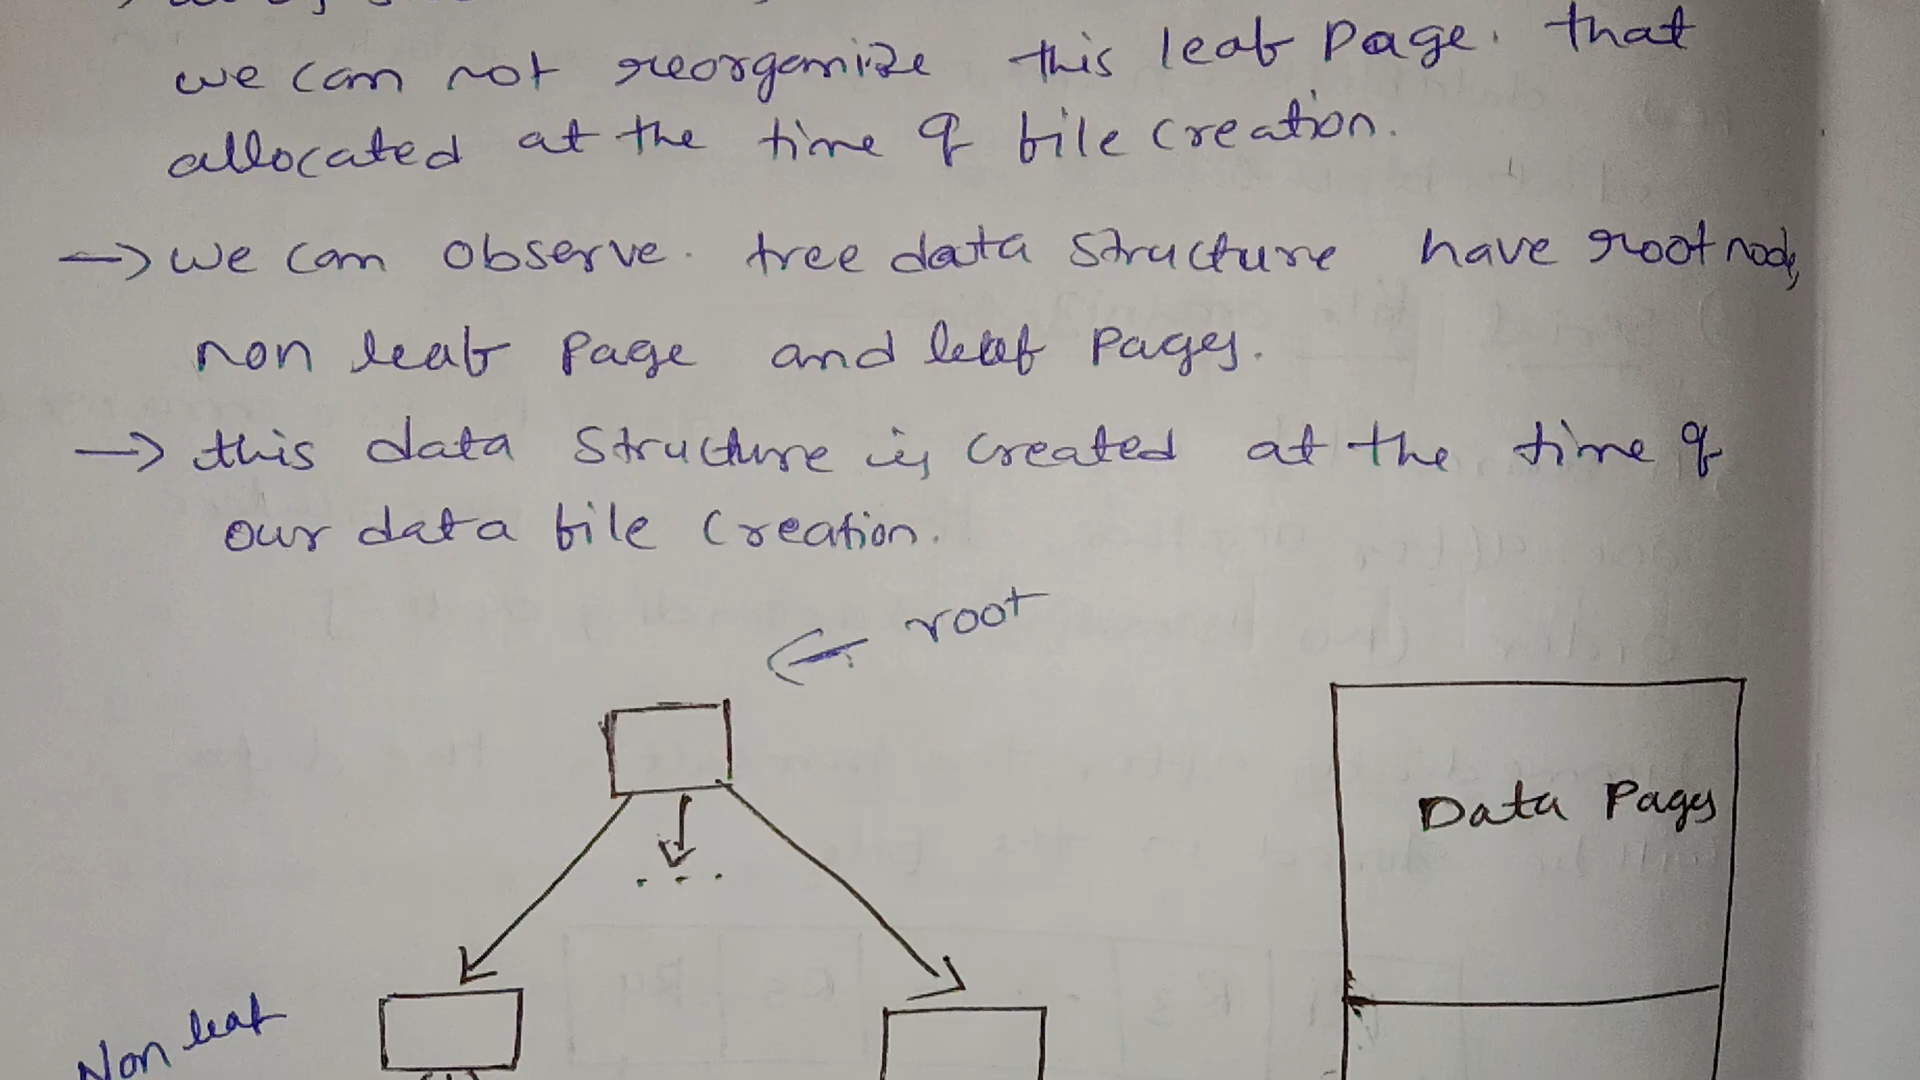 we can not reorganize this leaf page. that
allocated at the time of file creation.
→ we can observe. tree data structure have root node,
non leaf page and leaf pages.
→ this data structure is created at the time of
our data file creation.
← root
Data Pages
Non leaf